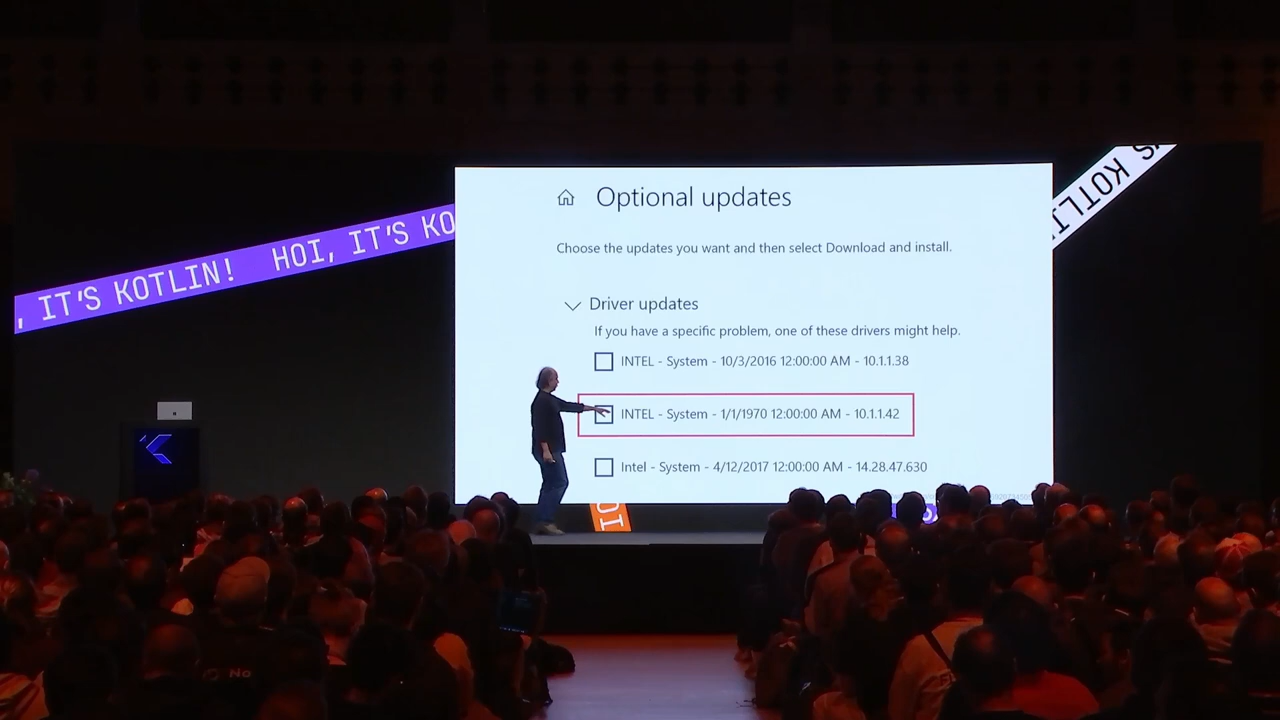 Optional updates
Choose the updates you want and then select Download and install.
Driver updates
If you have a specific problem, one of these drivers might help.
INTEL - System - 10/3/2016 12:00:00 AM - 10.1.1.38
INTEL - System - 1/1/1970 12:00:00 AM - 10.1.1.42
Intel - System - 4/12/2017 12:00:00 AM - 14.28.47.630
, IT'S KOTLIN! HOI, IT'S KO
'S KOTLI
OI
No